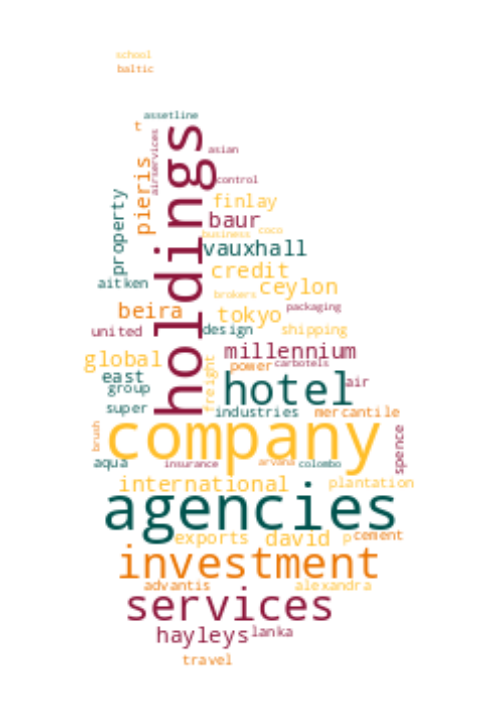 school
baltic
assetline
t
holdings
airservices
asian
pieris
control
property
finlay
baur
business
coco
vauxhall
credit
aitken
ceylon
brokers
beira
tokyo
packaging
united
design
shipping
millennium
global
power
carbotels
freight
east
group
hotel
air
super
industries
mercantile
company
brush
spence
aqua
insurance
arvana
colombo
international
plantation
agencies
exports
david
p
cement
investment
advantis
alexandra
services
hayleys
lanka
travel